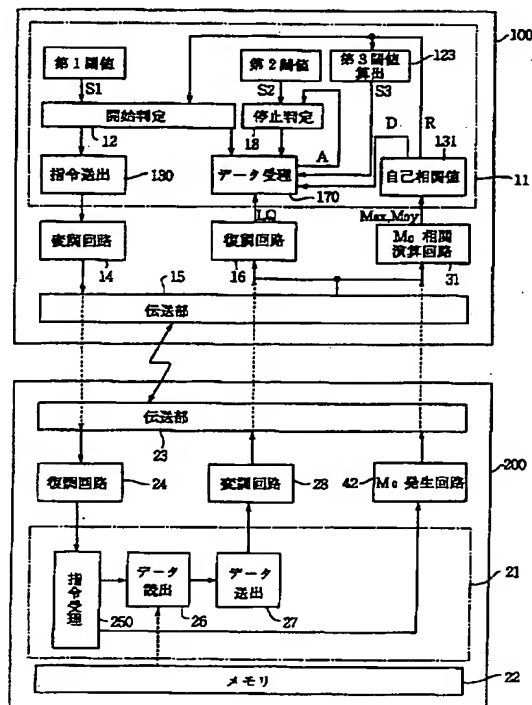 100
第1閾値
第2閾値
第3閾値
算出
123
S1
S2
S3
開始判定
停止判定
12
18
D
R
A
131
指令送出
130
データ受理
170
自己相関値
11
LQ
Max,May
変調回路
14
復調回路
16
Mc 相関
演算回路
31
15
伝送部
伝送部
23
200
復調回路
24
変調回路
28
42
Mc 発生回路
指令受理
250
データ
読出
26
データ
送出
27
21
メモリ
22